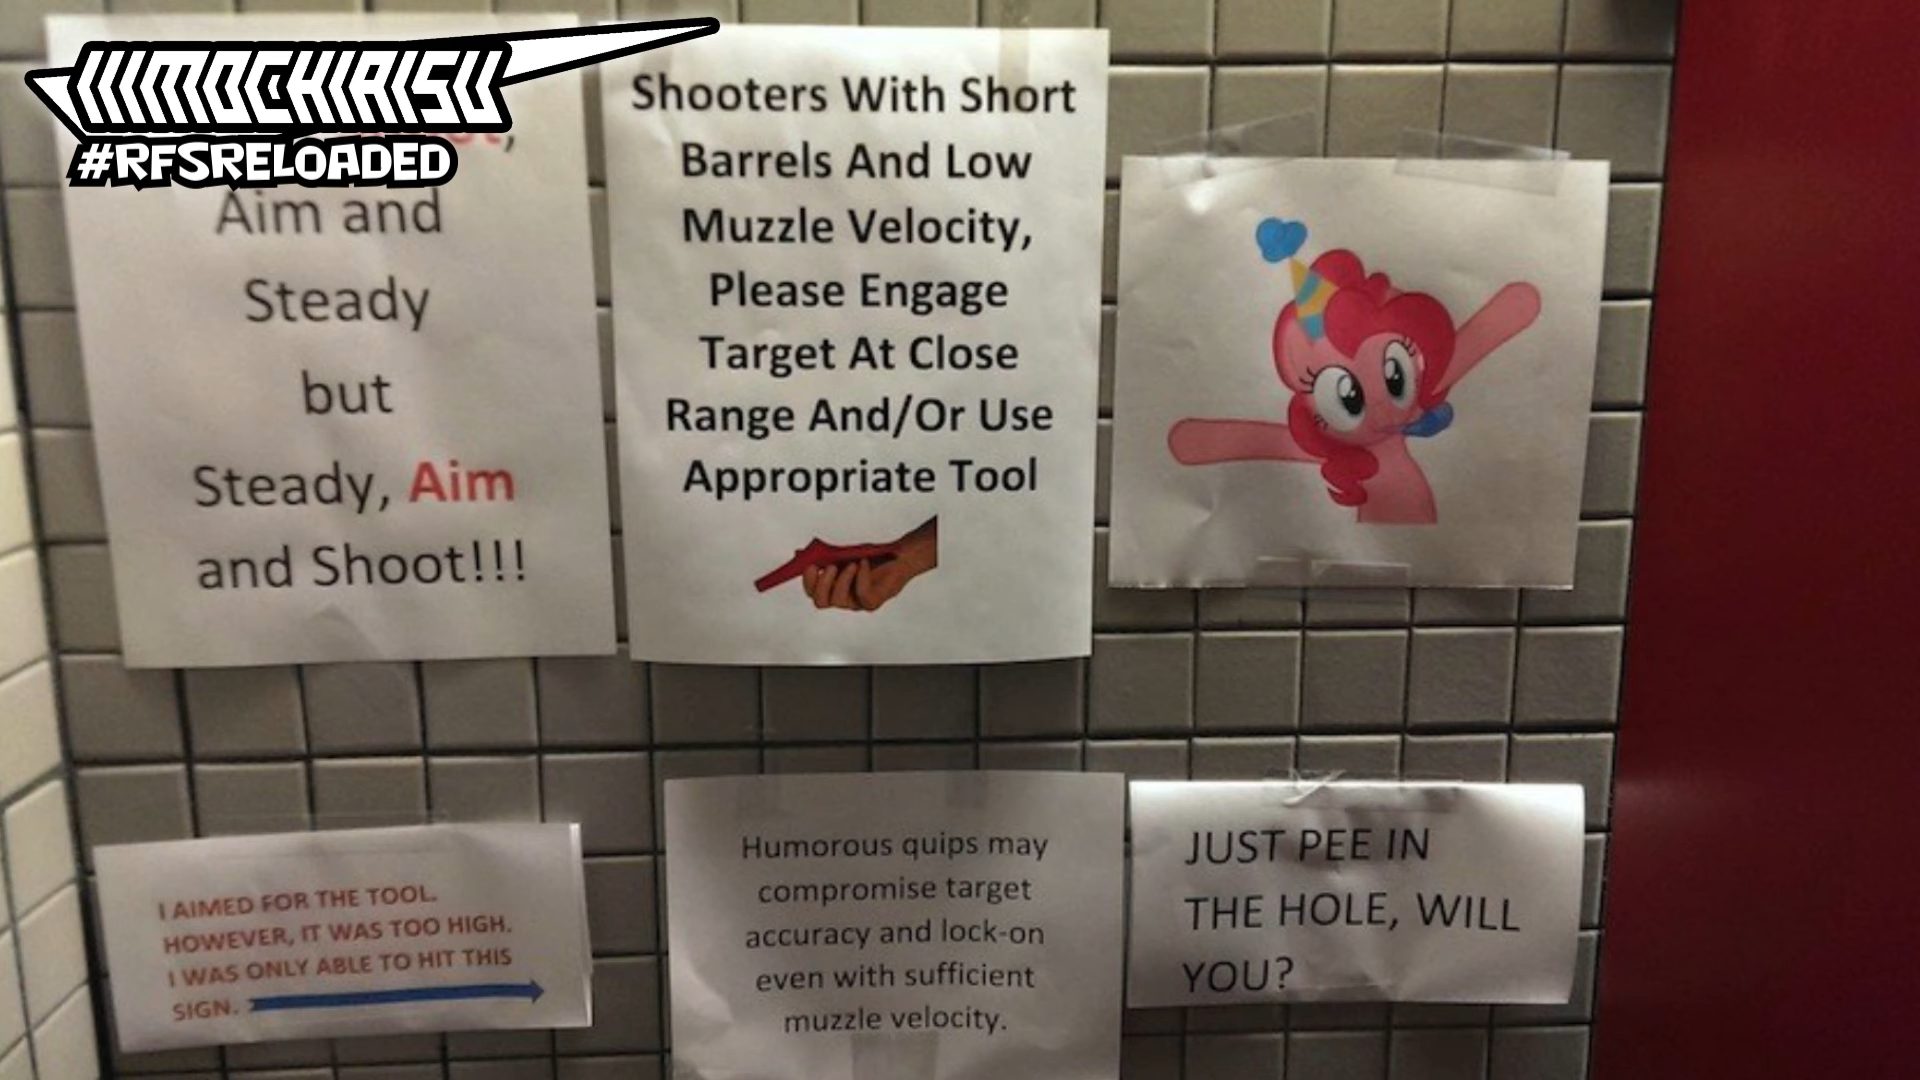 IIIMOCHIRISU
#RFSRELOADED
Aim and
Steady
but
Steady, Aim
and Shoot!!!
Shooters With Short
Barrels And Low
Muzzle Velocity,
Please Engage
Target At Close
Range And/Or Use
Appropriate Tool
I AIMED FOR THE TOOL.
HOWEVER, IT WAS TOO HIGH.
I WAS ONLY ABLE TO HIT THIS
SIGN.
Humorous quips may
compromise target
accuracy and lock-on
even with sufficient
muzzle velocity.
JUST PEE IN
THE HOLE, WILL
YOU?